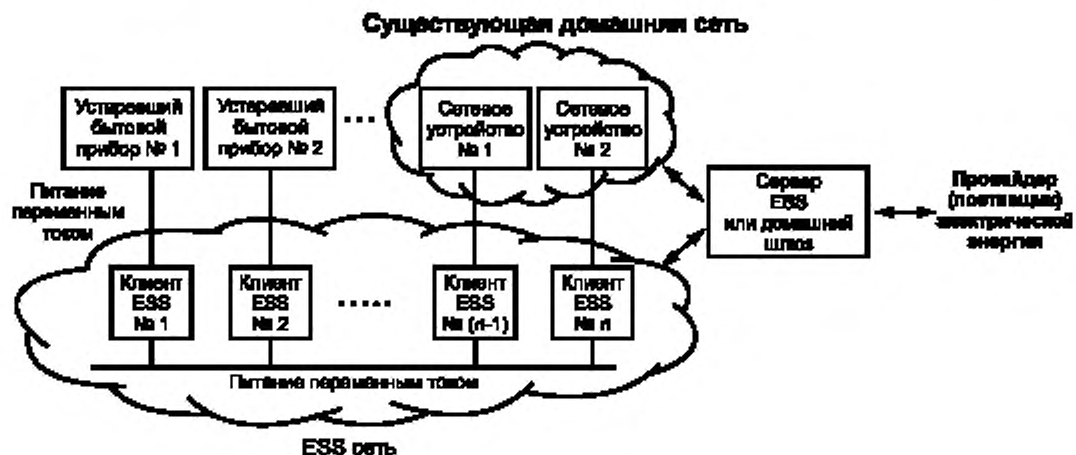 Существующая домашняя сеть
Устаревший
бытовой
прибор № 1
Устаревший
бытовой
прибор № 2
Сетевое
устройство
№ 1
Сетевое
устройство
№ 2
Питание
переменным
током
Сервер
ESS
или домашний
шлюз
Провайдер
(поставщик)
электрической
энергии
Клиент
ESS
№ 1
Клиент
ESS
№ 2
.....
Клиент
ESS
№ (n-1)
Клиент
ESS
№ n
Питание переменным током
ESS сеть